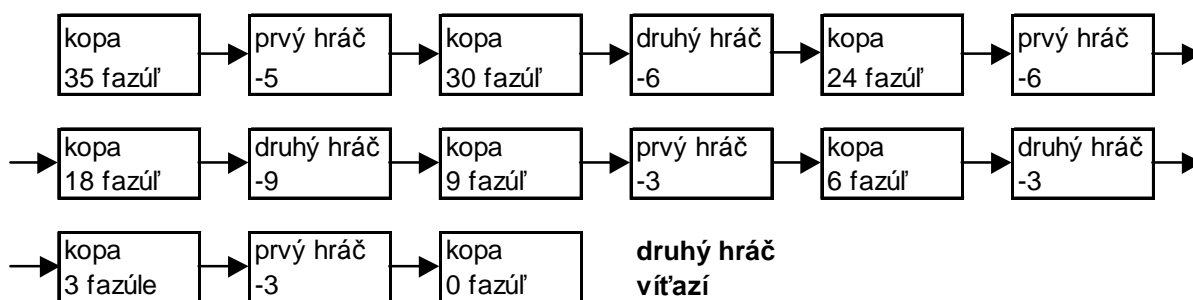 kopa
35 fazúľ
prvý hráč
-5
kopa
30 fazúľ
druhý hráč
-6
kopa
24 fazúľ
prvý hráč
-6
kopa
18 fazúľ
druhý hráč
-9
kopa
9 fazúľ
prvý hráč
-3
kopa
6 fazúľ
druhý hráč
-3
kopa
3 fazúle
prvý hráč
-3
kopa
0 fazúľ
druhý hráč
víťazí